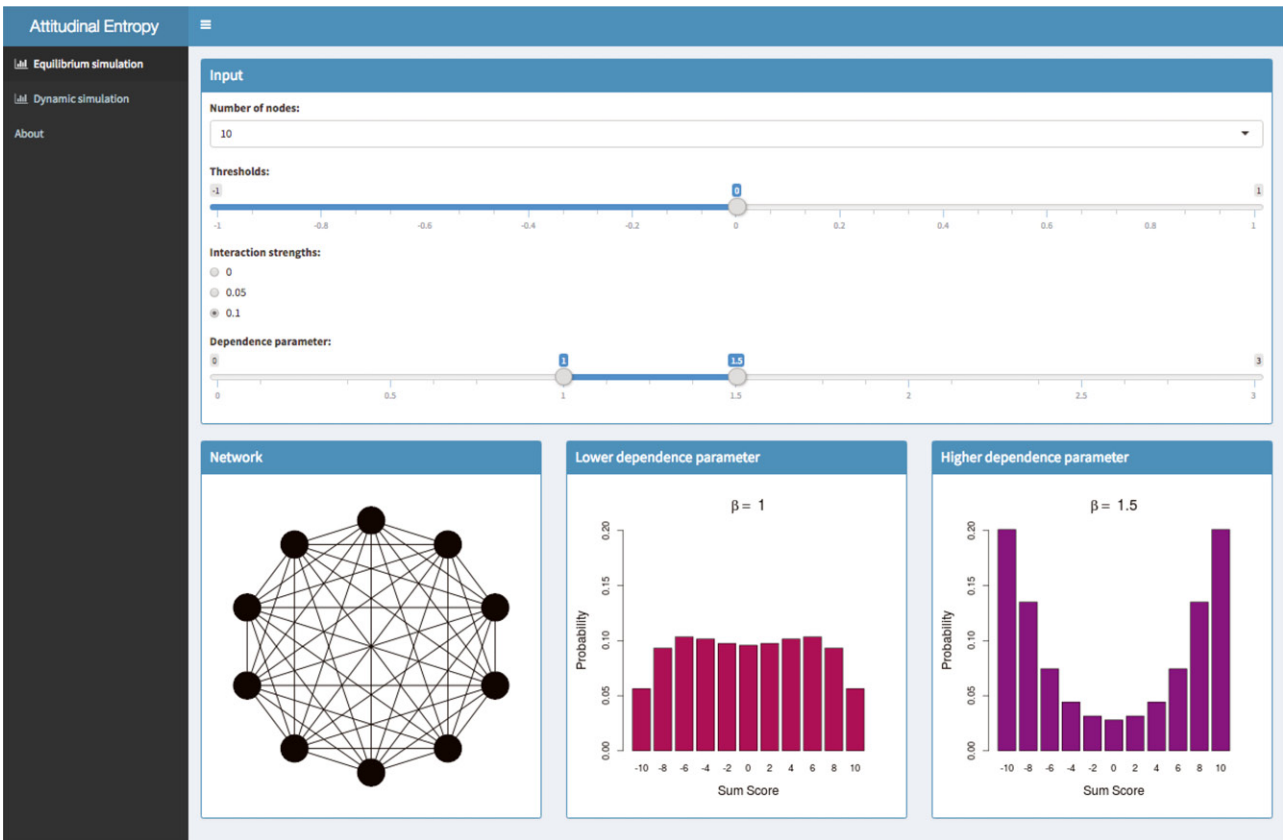 Attitudinal Entropy
Equilibrium simulation
Dynamic simulation
About
Input
Number of nodes:
10
Thresholds:
-1 0 1
-1 -0.8 -0.6 -0.4 -0.2 0 0.2 0.4 0.6 0.8 1
Interaction strengths:
0
0.05
0.1
Dependence parameter:
0 1 1.5 3
0 0.5 1 1.5 2 2.5 3
Network
Lower dependence parameter
β = 1
Probability
0.00 0.05 0.10 0.15 0.20
-10 -8 -6 -4 -2 0 2 4 6 8 10
Sum Score
Higher dependence parameter
β = 1.5
Probability
0.00 0.05 0.10 0.15 0.20
-10 -8 -6 -4 -2 0 2 4 6 8 10
Sum Score